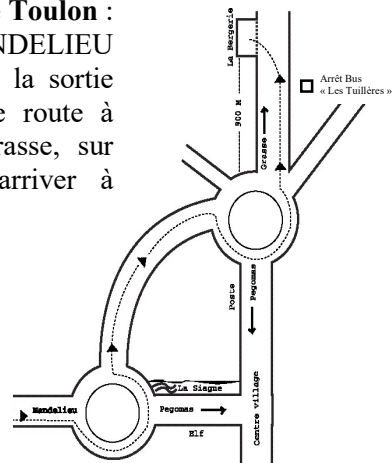 Toulon :
NDELIEU
la sortie
route à
rasse, sur
arriver à
La Bergerie
900 M
Grasse
Arrêt Bus
« Les Tuillères »
Poste
Pegomas
La Siagne
Mandelieu
Pegomas
Elf
Centre village